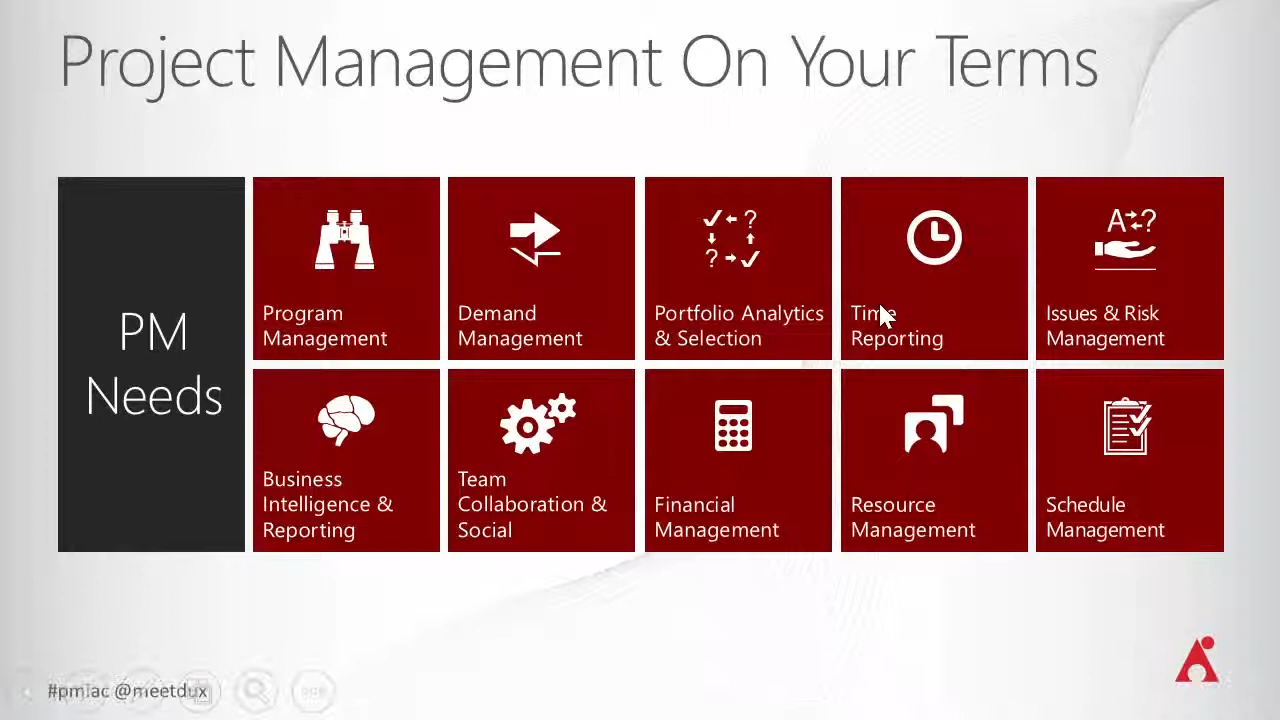 Project Management On Your Terms
PM
Needs
Program
Management
Demand
Management
Portfolio Analytics
& Selection
Time
Reporting
A ?
Issues & Risk
Management
Business
Intelligence &
Reporting
Team
Collaboration &
Social
Financial
Management
Resource
Management
Schedule
Management
#pmiac @meetdux